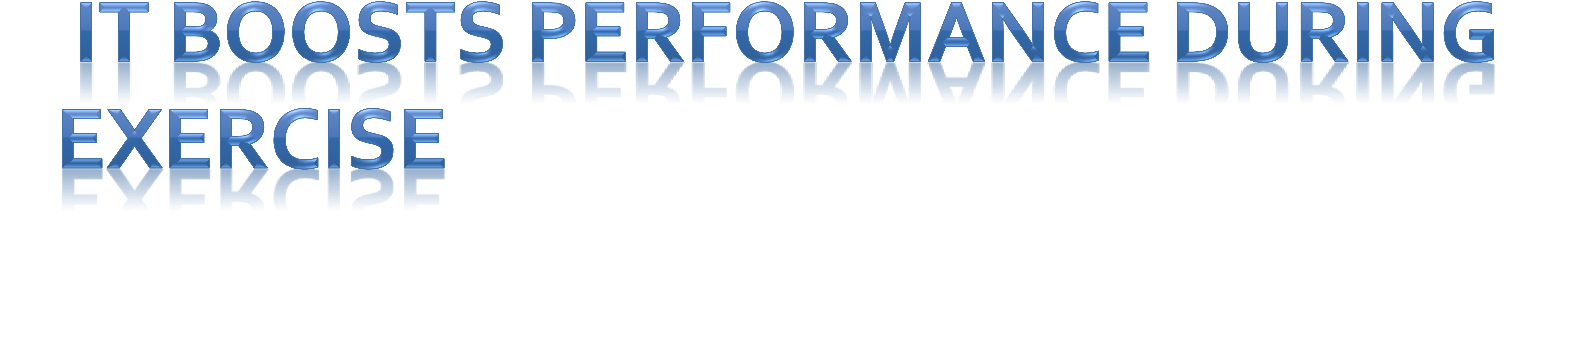 IT BOOSTS PERFORMANCE DURING
EXERCISE